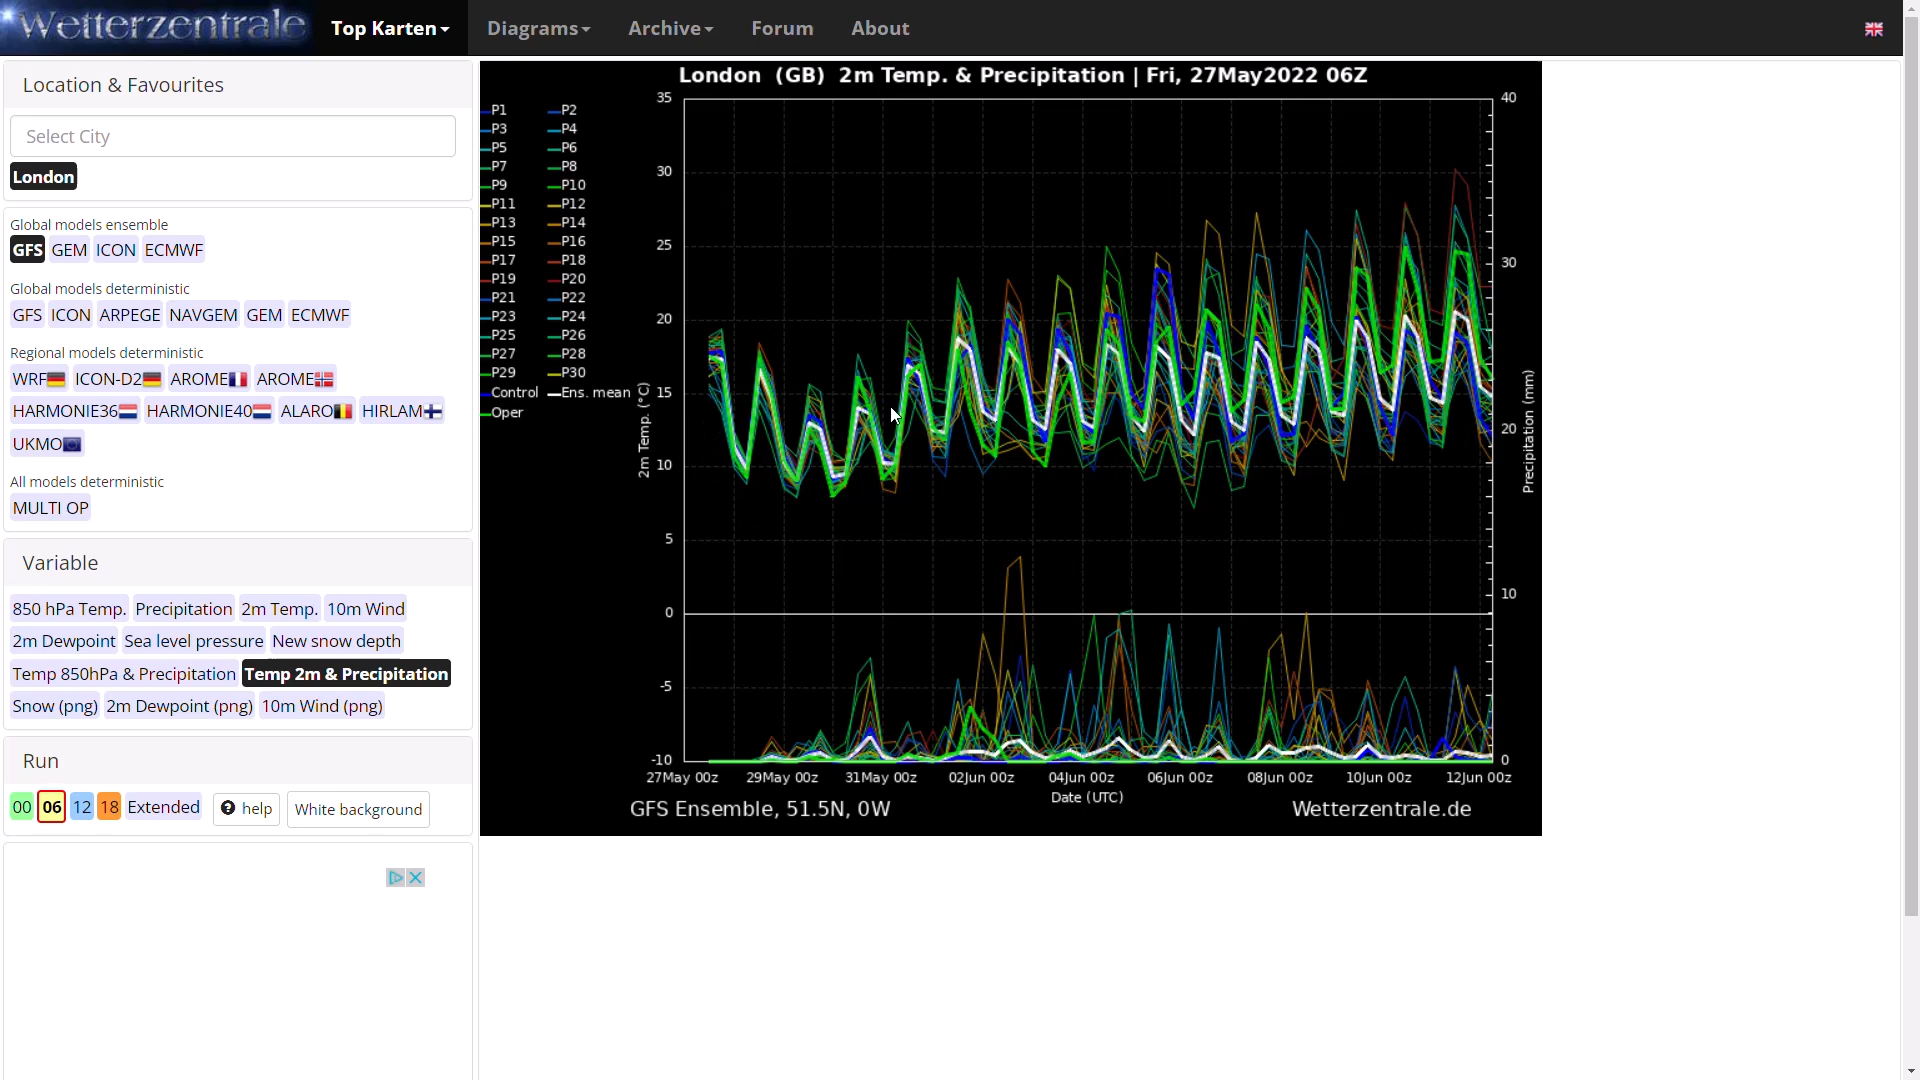 Wetterzentrale
Top Karten Diagrams Archive Forum About
Location & Favourites
Select City
London
Global models ensemble
GFS GEM ICON ECMWF
Global models deterministic
GFS ICON ARPEGE NAVGEM GEM ECMWF
Regional models deterministic
WRF ICON-D2 AROME AROME
HARMONIE36 HARMONIE40 ALARO HIRLAM
UKMO
All models deterministic
MULTI OP
Variable
850 hPa Temp. Precipitation 2m Temp. 10m Wind
2m Dewpoint Sea level pressure New snow depth
Temp 850hPa & Precipitation Temp 2m & Precipitation
Snow (png) 2m Dewpoint (png) 10m Wind (png)
Run
00 06 12 18 Extended help White background
London (GB) 2m Temp. & Precipitation | Fri, 27May2022 06Z
P1 P2
P3 P4
P5 P6
P7 P8
P9 P10
P11 P12
P13 P14
P15 P16
P17 P18
P19 P20
P21 P22
P23 P24
P25 P26
P27 P28
P29 P30
Control Ens. mean
Oper
2m Temp. (°C)
35
30
25
20
15
10
5
0
-5
-10
40
30
20
10
0
Precipitation (mm)
27May 00z 29May 00z 31May 00z 02Jun 00z 04Jun 00z 06Jun 00z 08Jun 00z 10Jun 00z 12Jun 00z
Date (UTC)
GFS Ensemble, 51.5N, 0W Wetterzentrale.de